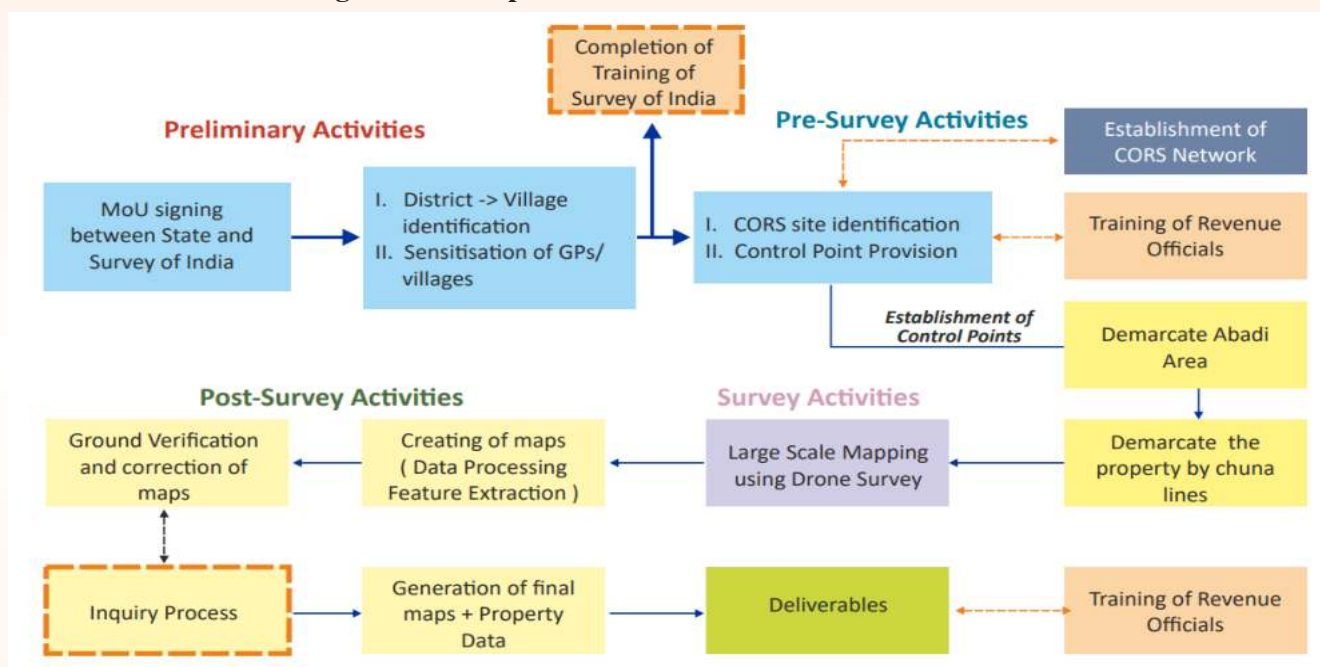 Completion of
Training of
Survey of India
Preliminary Activities
Pre-Survey Activities
Establishment of
CORS Network
MoU signing
between State and
Survey of India
I. District -> Village
identification
II. Sensitisation of GPs/
villages
I. CORS site identification
II. Control Point Provision
Training of Revenue
Officials
Establishment of
Control Points
Demarcate Abadi
Area
Post-Survey Activities
Survey Activities
Ground Verification
and correction of
maps
Creating of maps
( Data Processing
Feature Extraction )
Large Scale Mapping
using Drone Survey
Demarcate the
property by chuna
lines
Inquiry Process
Generation of final
maps + Property
Data
Deliverables
Training of Revenue
Officials